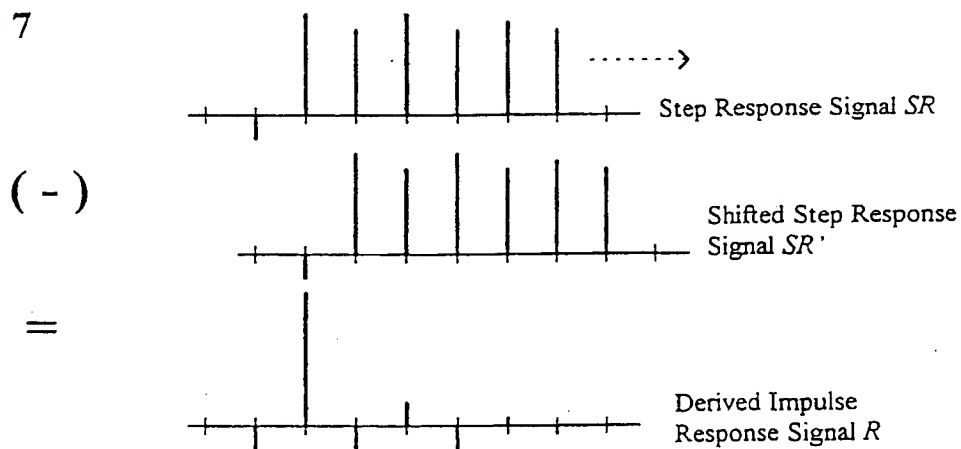 7
Step Response Signal SR
( - )
Shifted Step Response
Signal SR'
=
Derived Impulse
Response Signal R